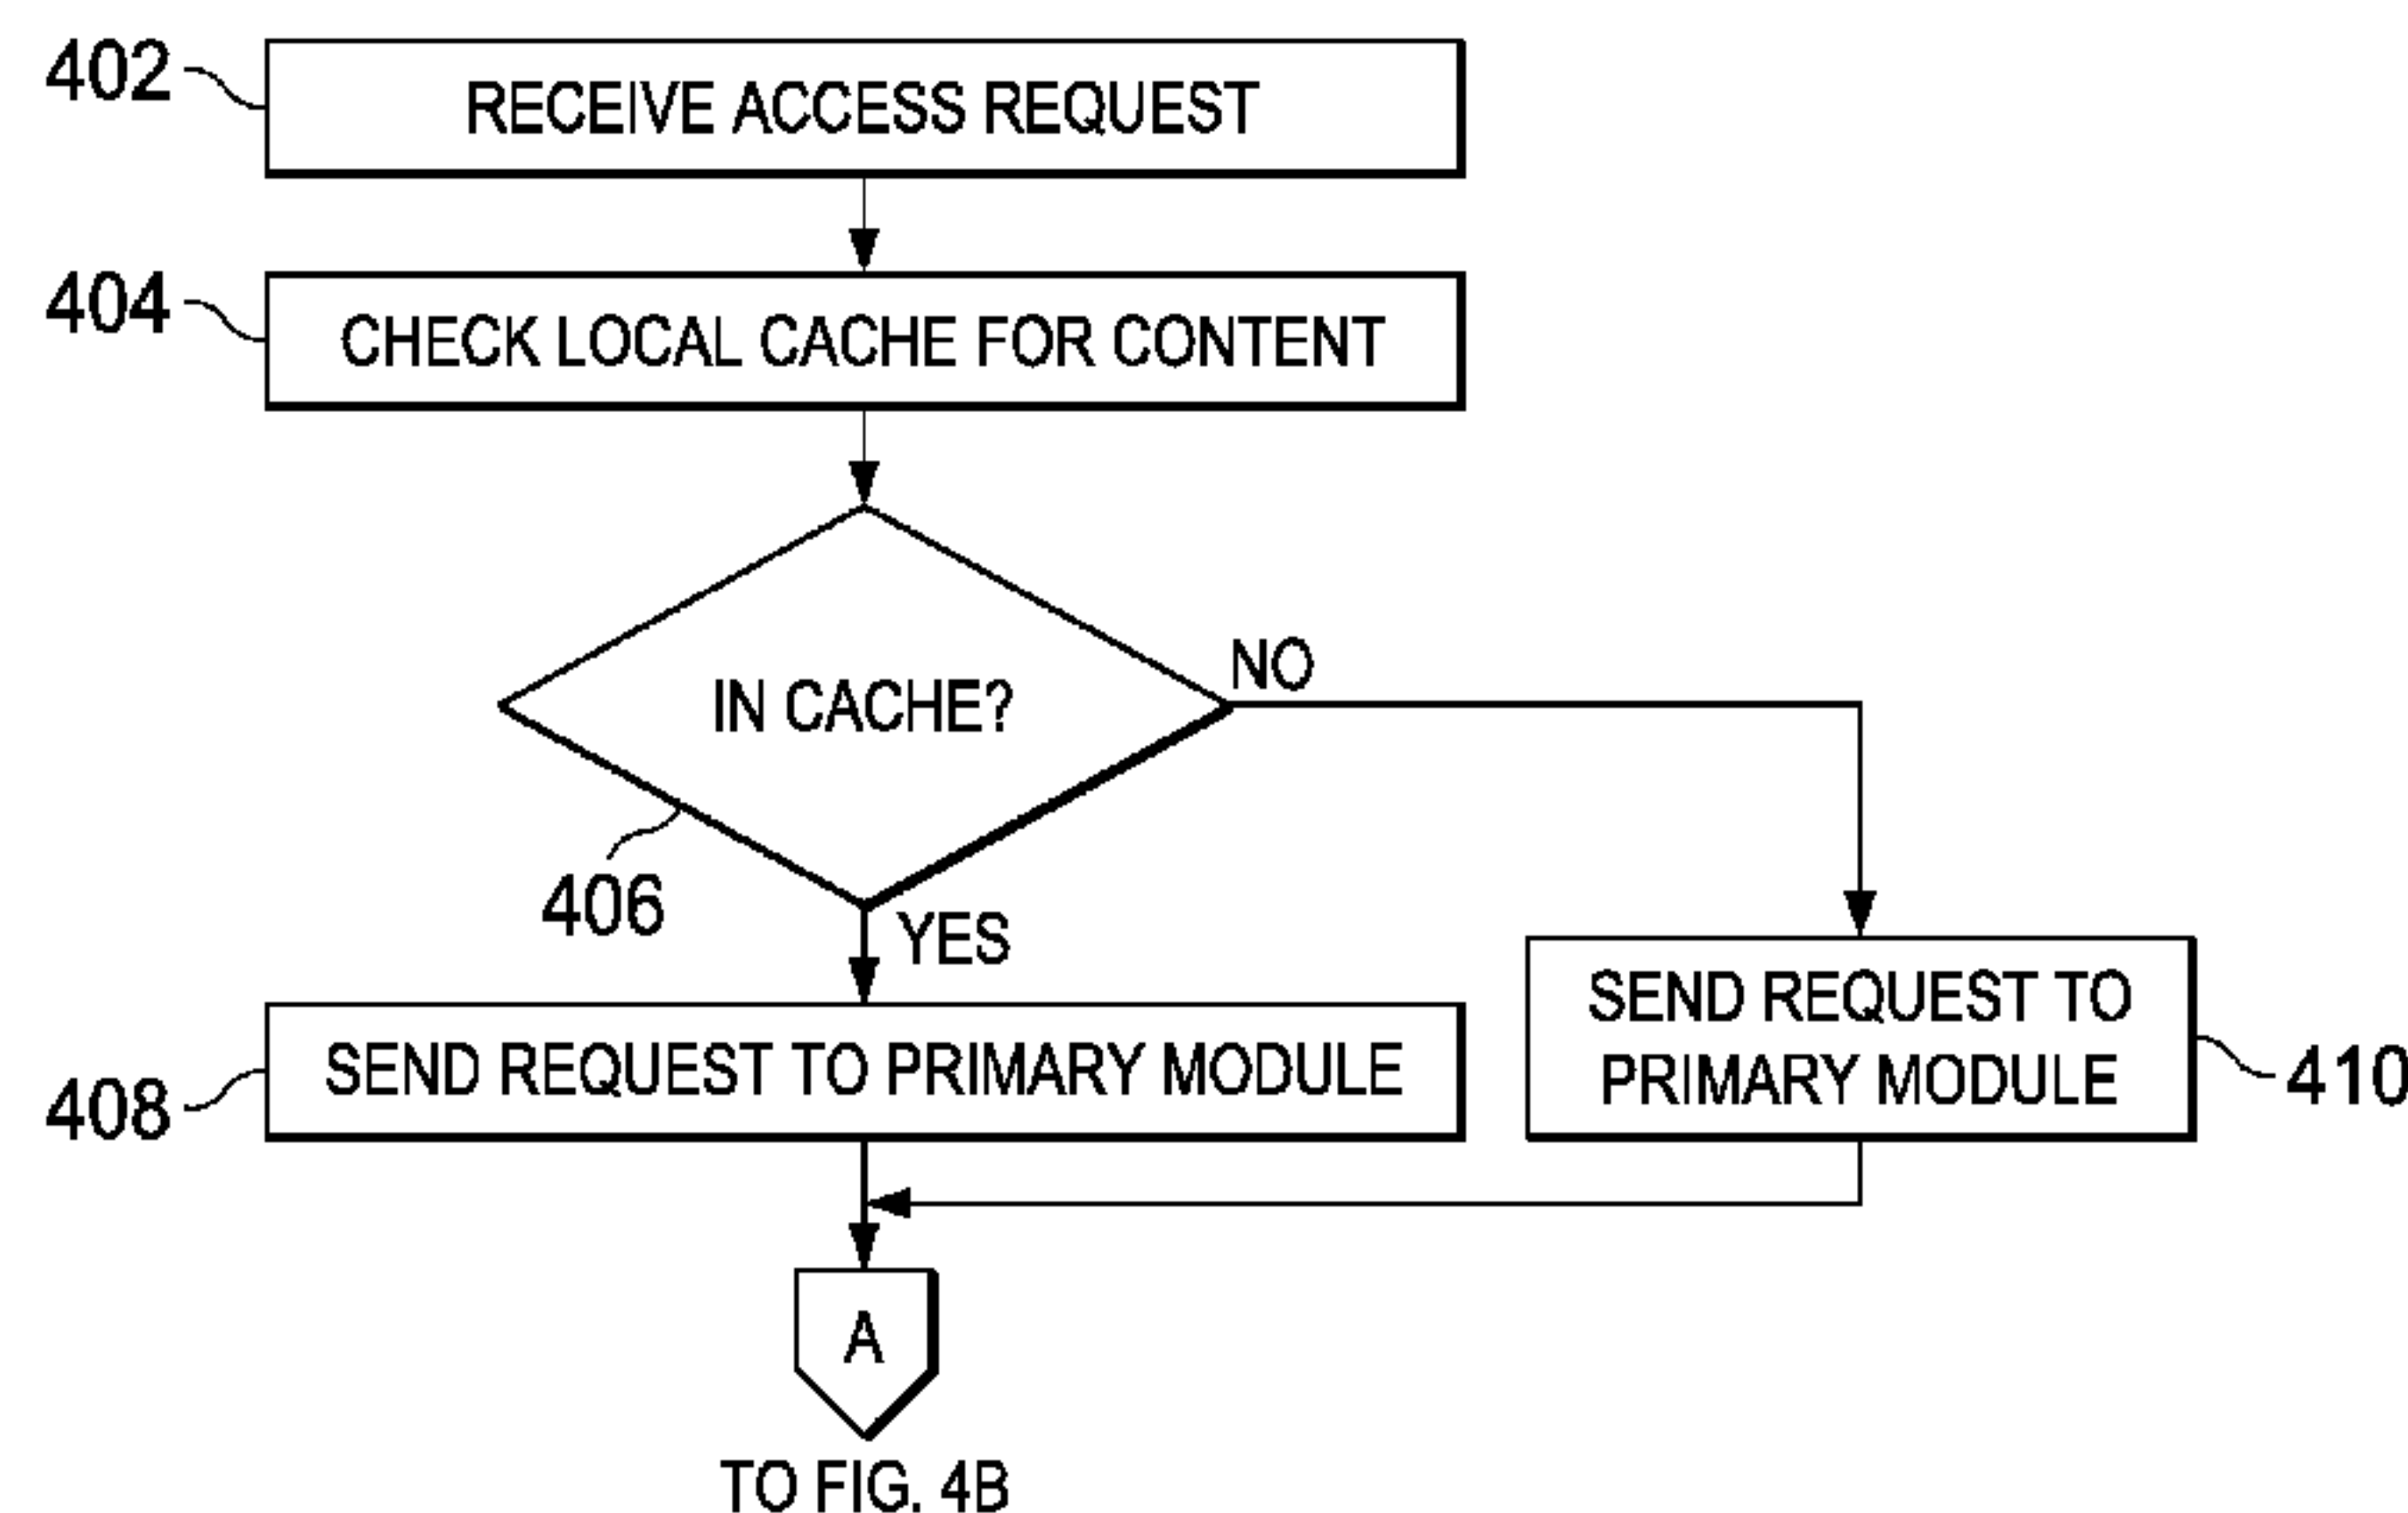 402
RECEIVE ACCESS REQUEST
404
CHECK LOCAL CACHE FOR CONTENT
IN CACHE?
NO
406
YES
408
SEND REQUEST TO PRIMARY MODULE
SEND REQUEST TO
PRIMARY MODULE
410
A
TO FIG. 4B